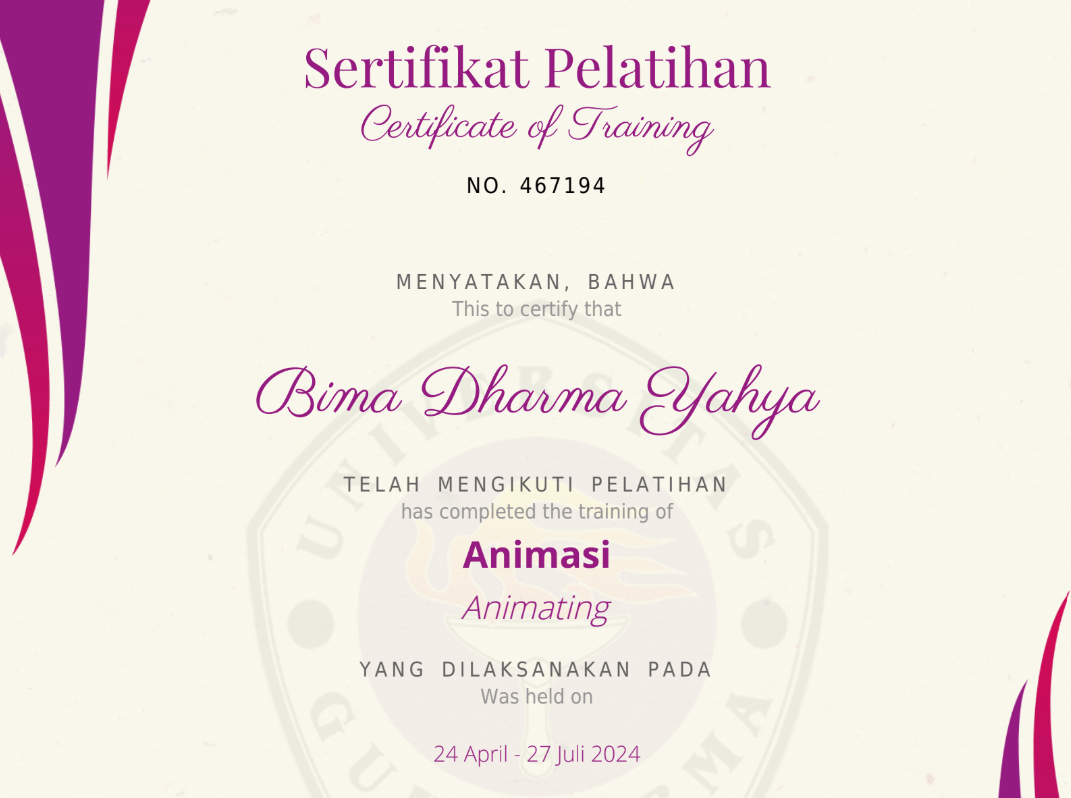 Sertifikat Pelatihan
Certificate of Training
NO. 467194
MENYATAKAN, BAHWA
This to certify that
Bima Dharma Yahya
TELAH MENGIKUTI PELATIHAN
has completed the training of
Animasi
Animating
YANG DILAKSANAKAN PADA
Was held on
24 April - 27 Juli 2024
UNIVERSITAS